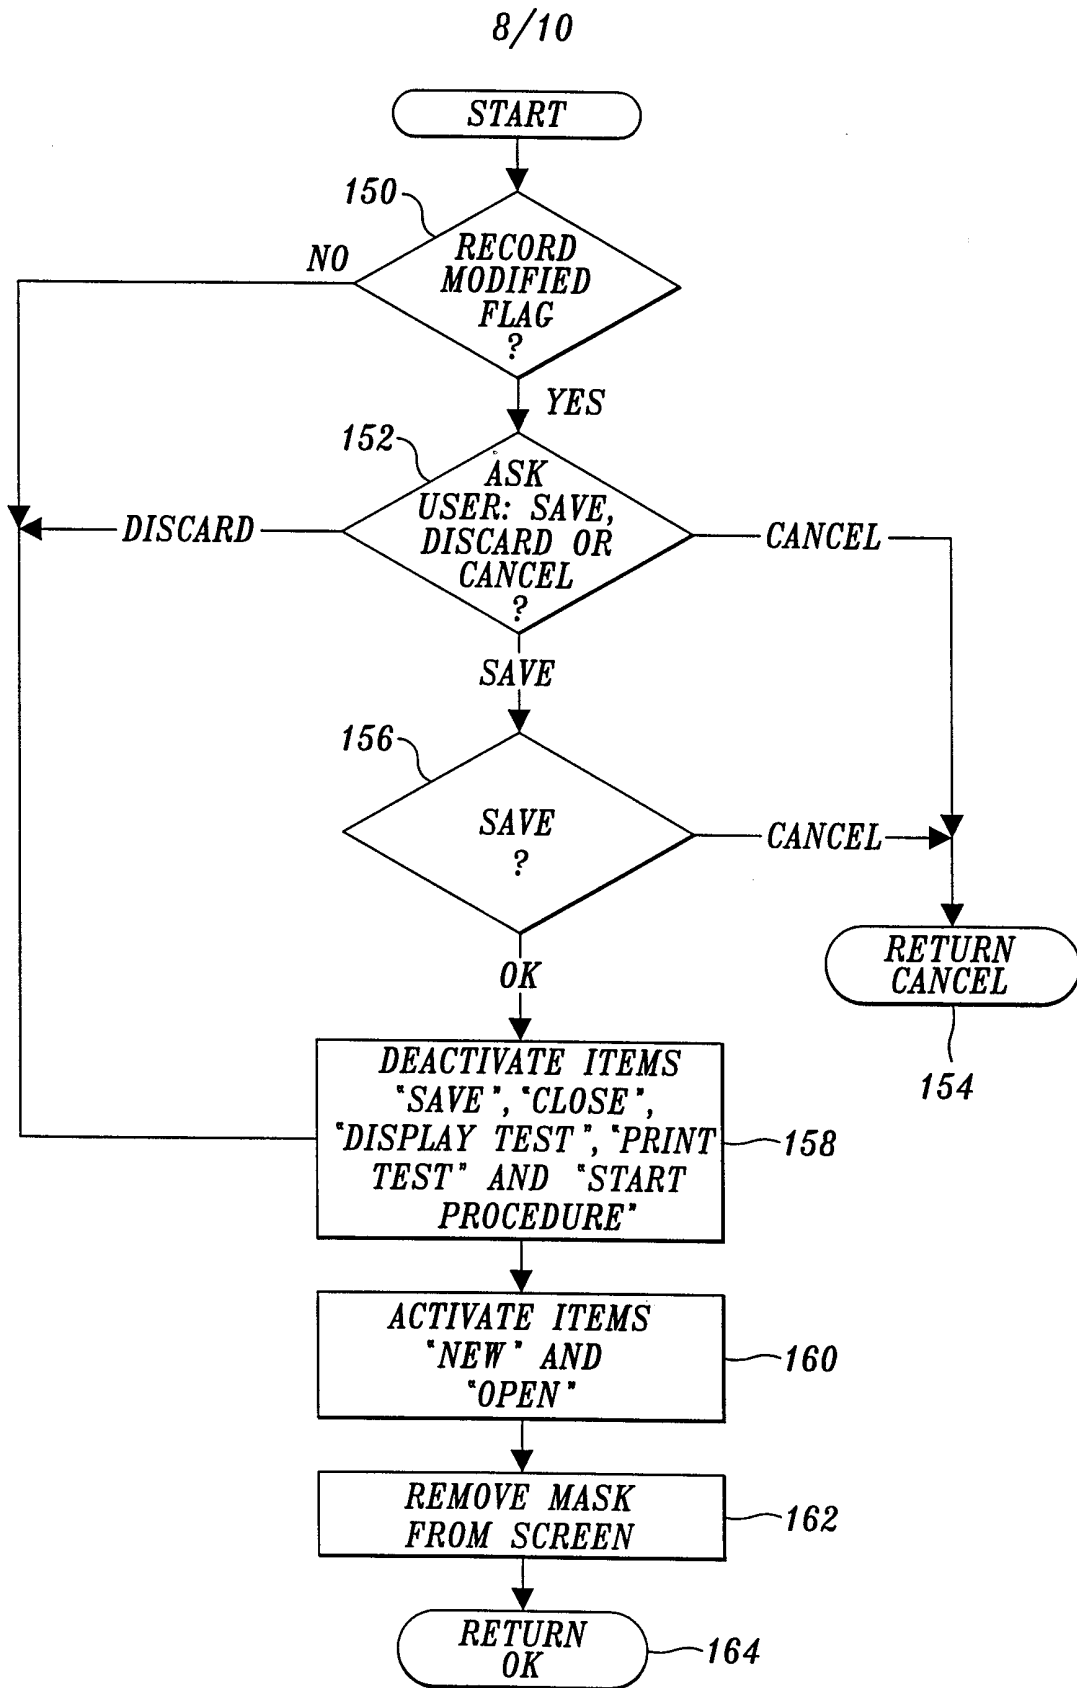 8/10
START
150
NO
RECORD
MODIFIED
FLAG
?
YES
152
ASK
USER: SAVE,
DISCARD OR
CANCEL
?
DISCARD
CANCEL
SAVE
156
SAVE
?
CANCEL
OK
RETURN
CANCEL
154
DEACTIVATE ITEMS
"SAVE", "CLOSE",
"DISPLAY TEST", "PRINT
TEST" AND "START
PROCEDURE"
158
ACTIVATE ITEMS
"NEW" AND
"OPEN"
160
REMOVE MASK
FROM SCREEN
162
RETURN
OK
164